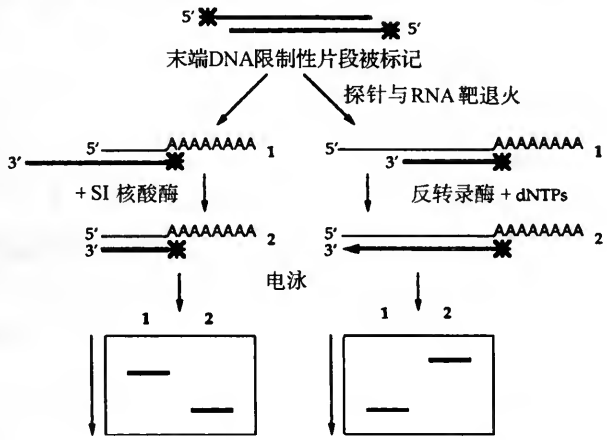 5′ 5′
末端DNA限制性片段被标记
探针与RNA靶退火
5′ AAAAAAAA 1 5′ AAAAAAAA 1
3′ 3′
+ SI 核酸酶 反转录酶 + dNTPs
5′ AAAAAAAA 2 5′ AAAAAAAA 2
3′ 3′
电泳
1 2 1 2